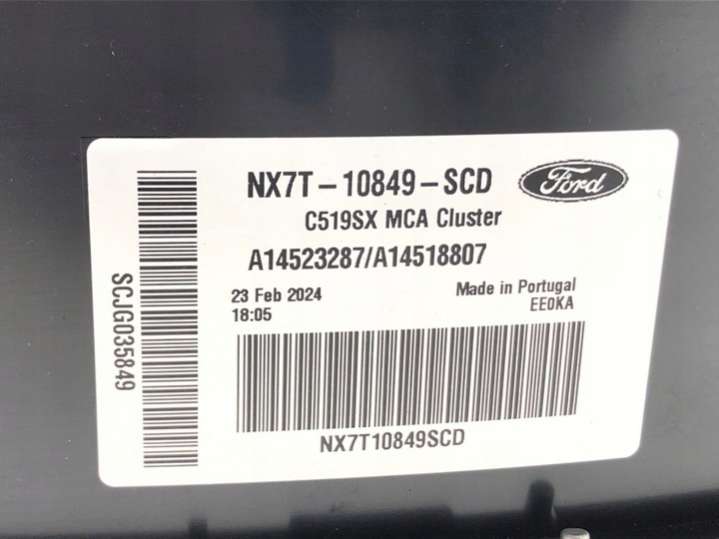 NX7T-10849-SCD
Ford
C519SX MCA Cluster
A14523287/A14518807
23 Feb 2024
Made in Portugal
18:05
EE0KA
NX7T10849SCD
SCJG035849